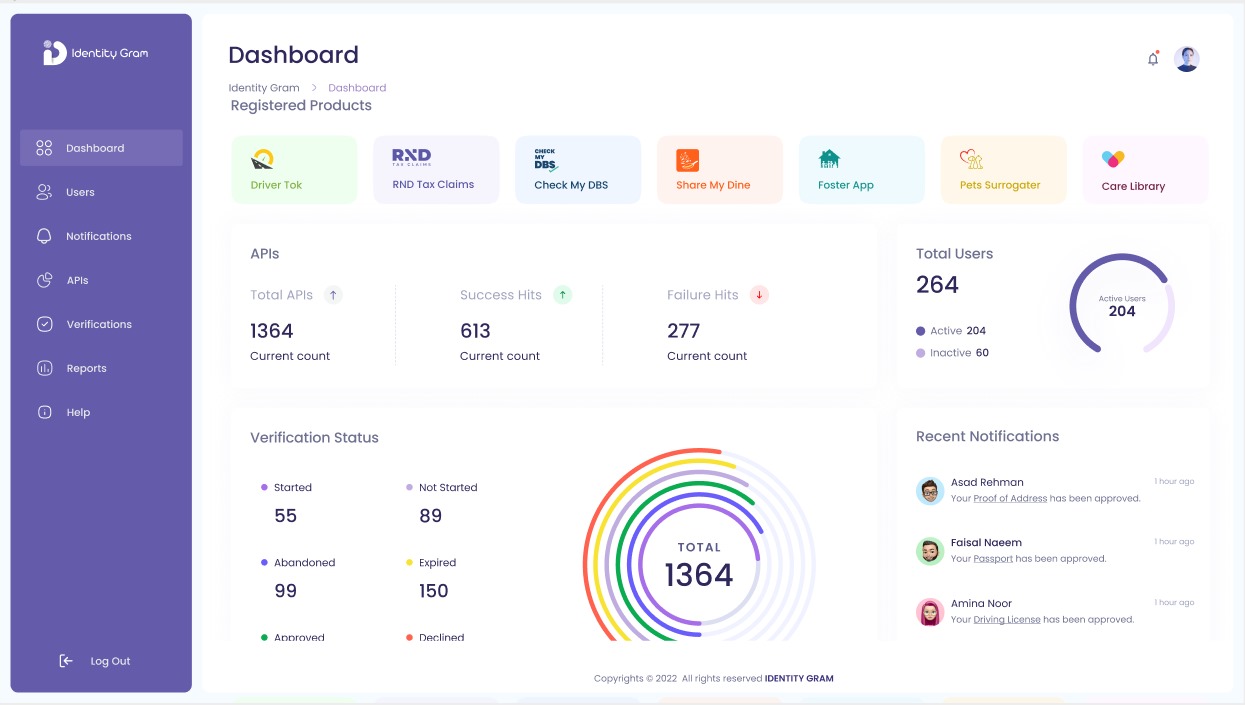 Identity Gram
Dashboard
Users
Notifications
APIs
Verifications
Reports
Help
Log Out
Dashboard
Identity Gram > Dashboard
Registered Products
Driver Tok
RND
TAX CLAIMS
RND Tax Claims
CHECK
MY
DBS
Check My DBS
Share My Dine
Foster App
Pets Surrogater
Care Library
APIs
Total APIs
1364
Current count
Success Hits
613
Current count
Failure Hits
277
Current count
Total Users
264
Active 204
Inactive 60
Active Users
204
Verification Status
Started
55
Not Started
89
Abandoned
99
Expired
150
Approved
Declined
TOTAL
1364
Recent Notifications
Asad Rehman
1 hour ago
Your Proof of Address has been approved.
Faisal Naeem
1 hour ago
Your Passport has been approved.
Amina Noor
1 hour ago
Your Driving License has been approved.
Copyrights © 2022 All rights reserved IDENTITY GRAM